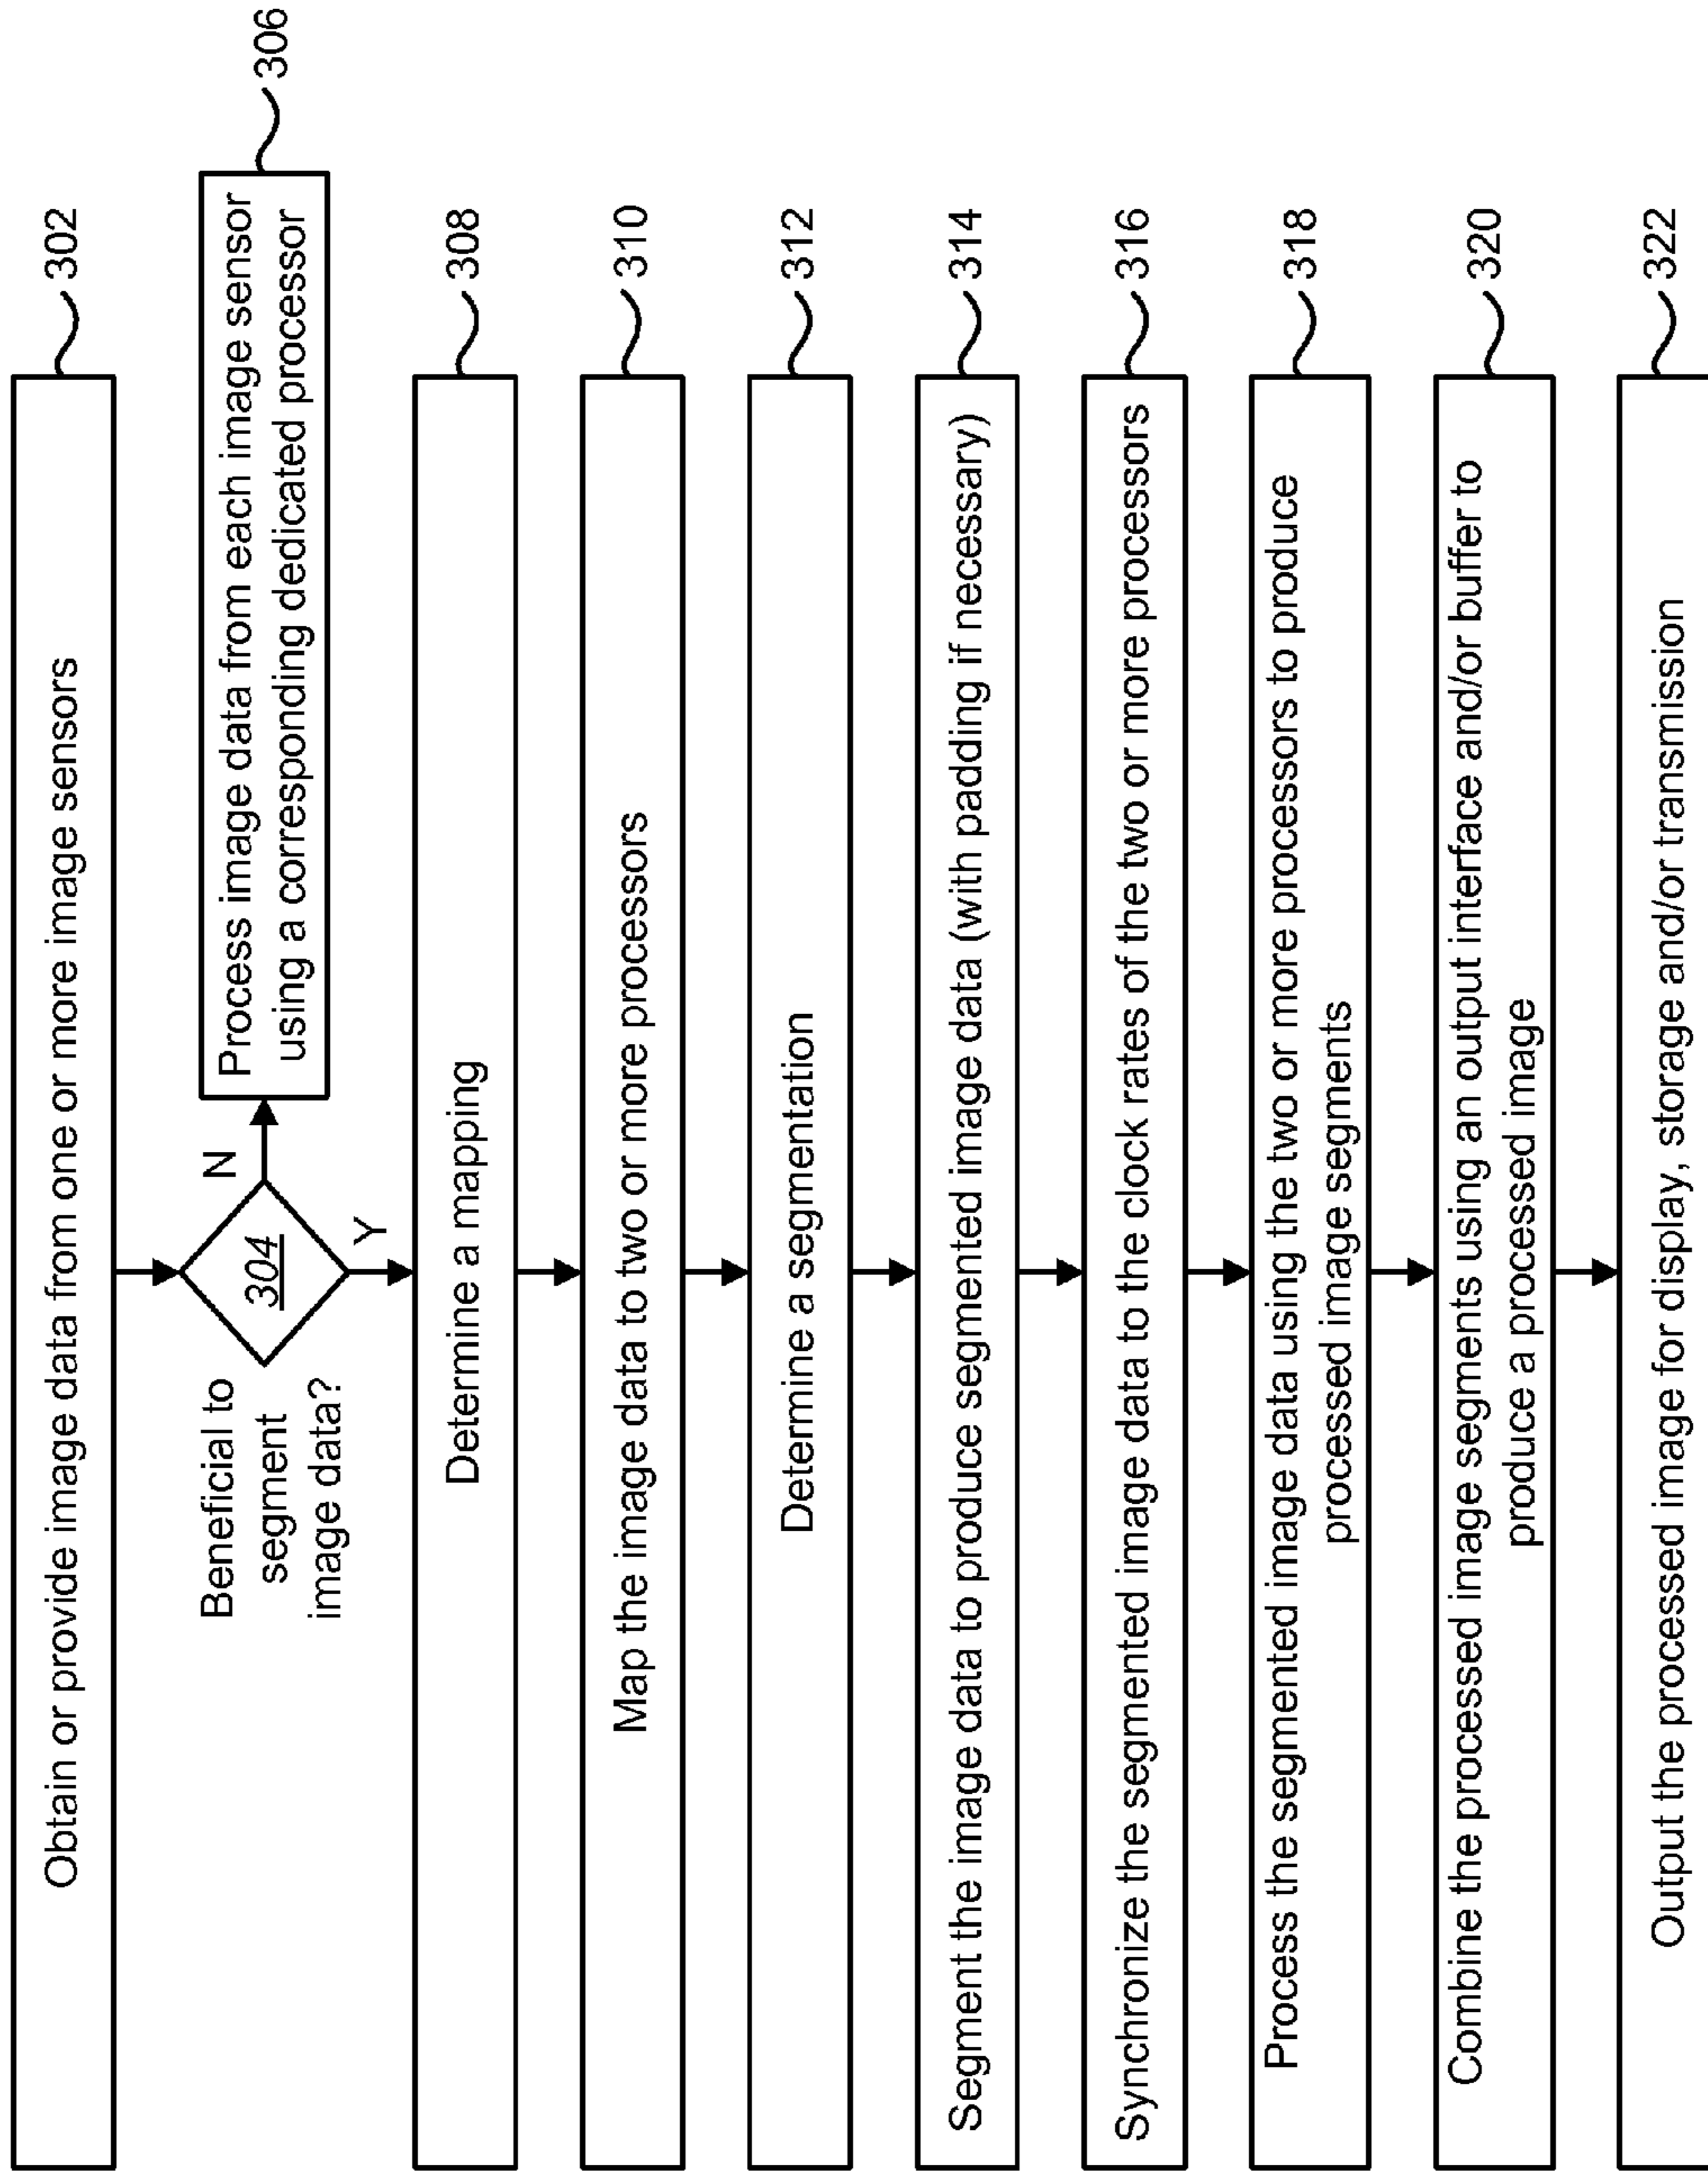 Obtain or provide image data from one or more image sensors
302
Beneficial to
segment
image data?
304
N
Y
Process image data from each image sensor
using a corresponding dedicated processor
306
Determine a mapping
308
Map the image data to two or more processors
310
Determine a segmentation
312
Segment the image data to produce segmented image data (with padding if necessary)
314
Synchronize the segmented image data to the clock rates of the two or more processors
316
Process the segmented image data using the two or more processors to produce
processed image segments
318
Combine the processed image segments using an output interface and/or buffer to
produce a processed image
320
Output the processed image for display, storage and/or transmission
322